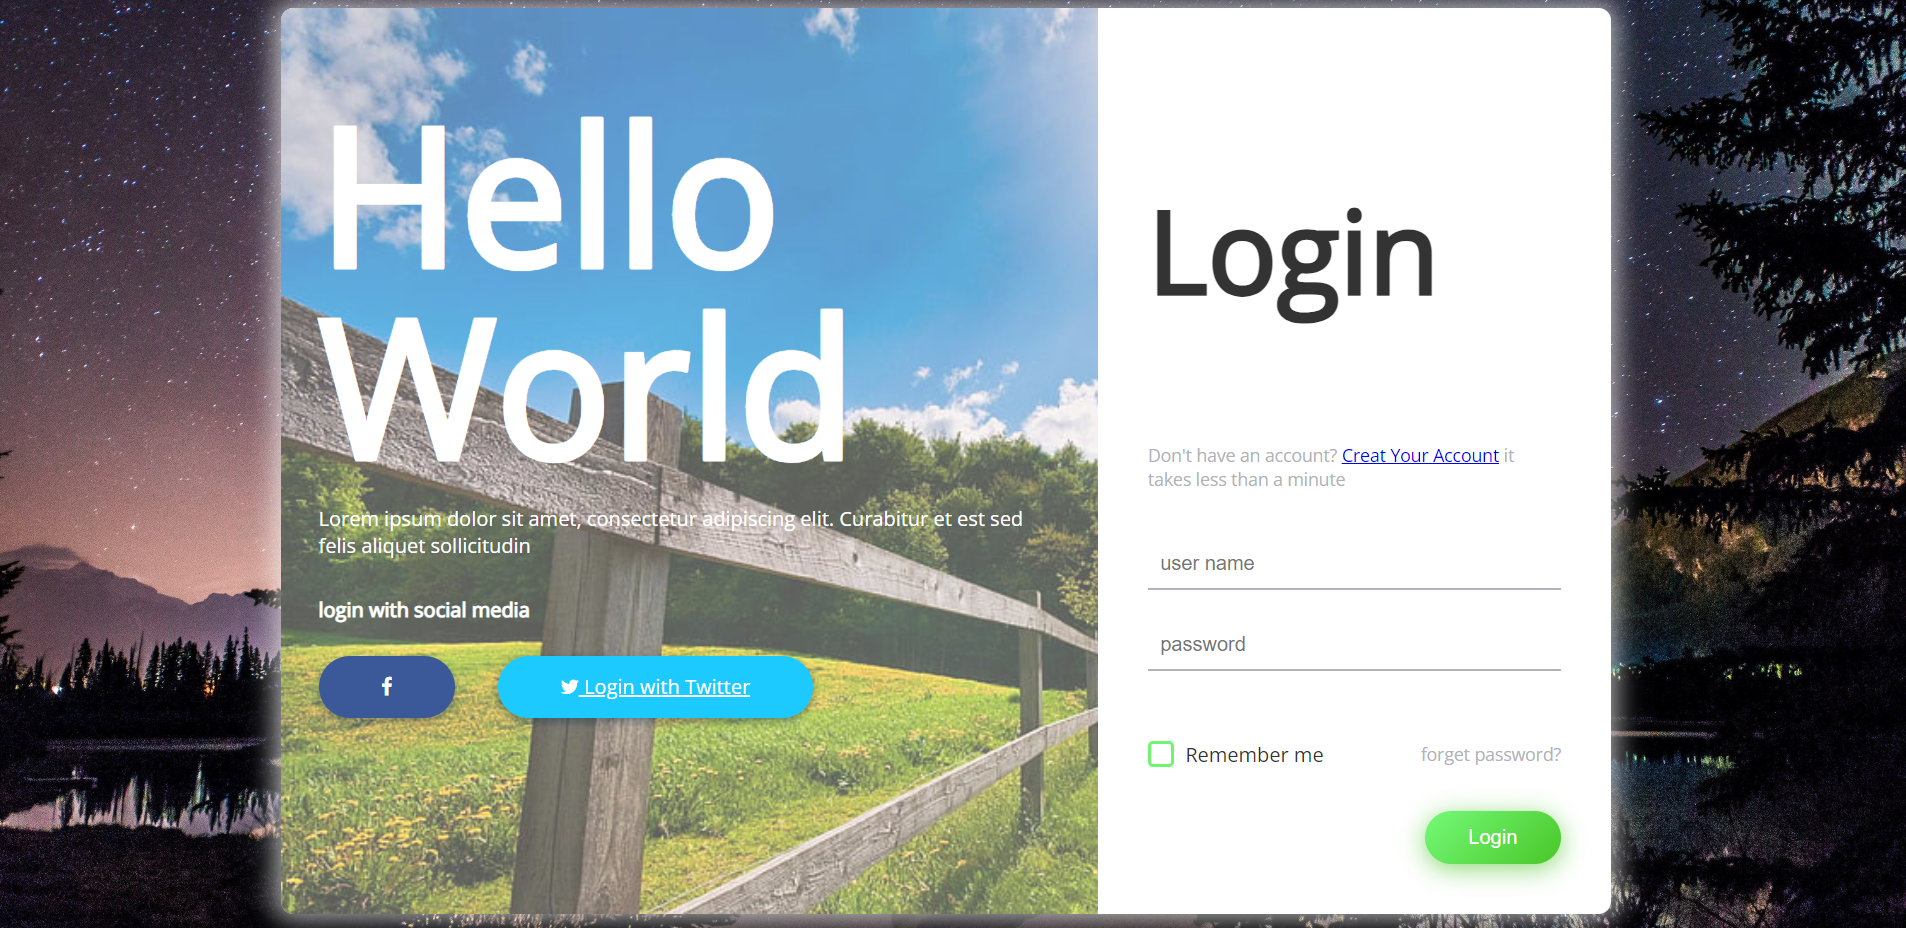 Hello
World
Lorem ipsum dolor sit amet, consectetur adipiscing elit. Curabitur et est sed
felis aliquet sollicitudin
login with social media
Login with Twitter
Login
Don't have an account? Creat Your Account it
takes less than a minute
user name
password
Remember me
forget password?
Login